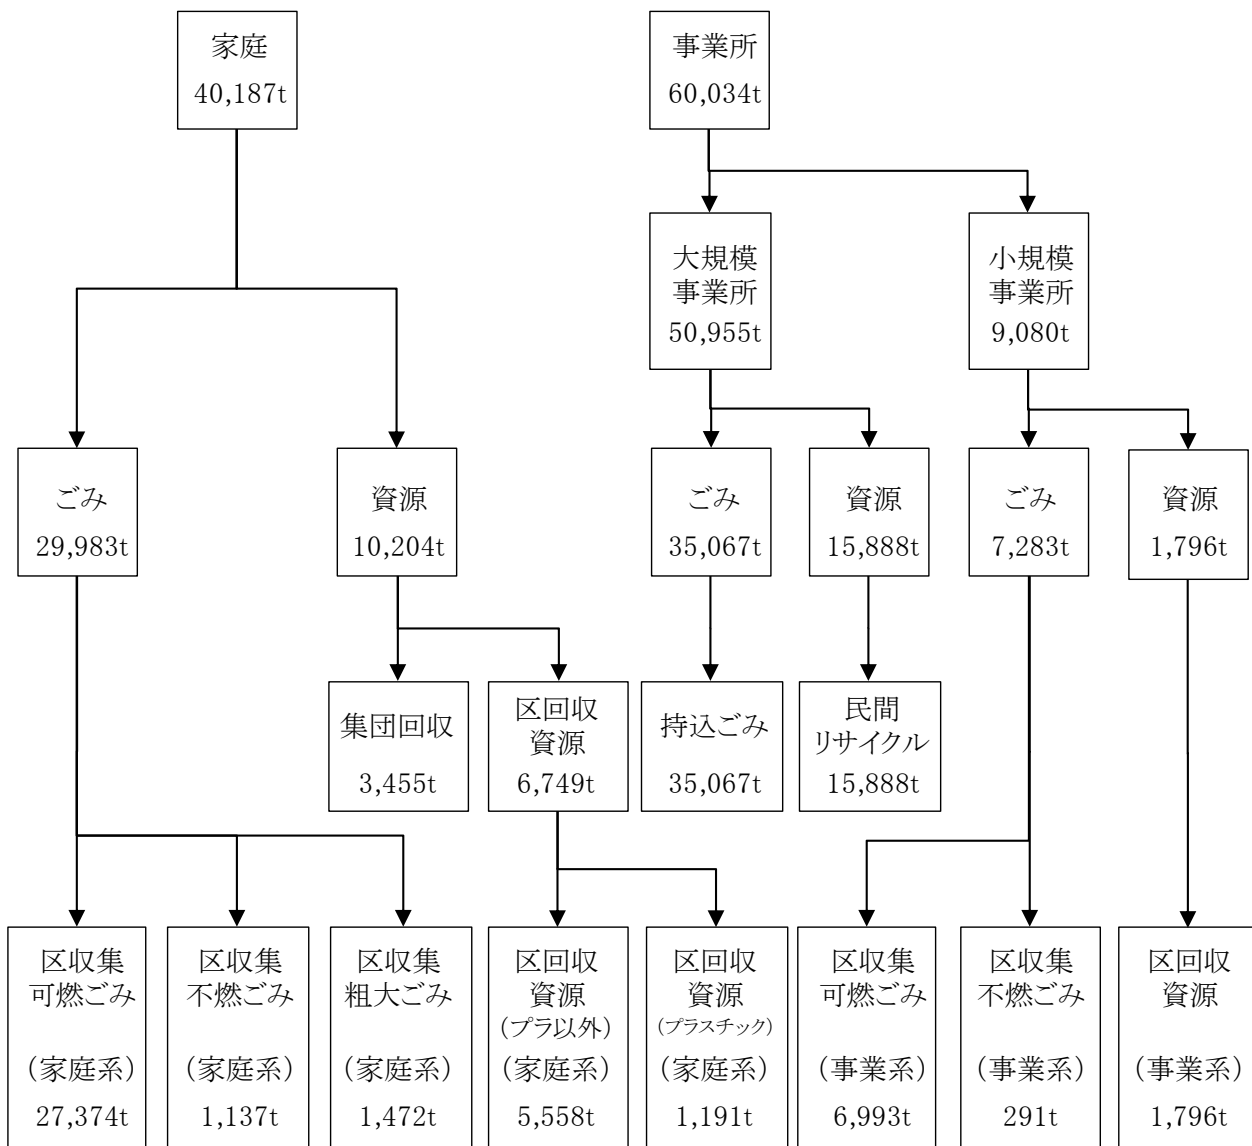 家庭
40,187t
事業所
60,034t
大規模
事業所
50,955t
小規模
事業所
9,080t
ごみ
29,983t
資源
10,204t
ごみ
35,067t
資源
15,888t
ごみ
7,283t
資源
1,796t
集団回収
3,455t
区回収
資源
6,749t
持込ごみ
35,067t
民間
リサイクル
15,888t
区収集
可燃ごみ
(家庭系)
27,374t
区収集
不燃ごみ
(家庭系)
1,137t
区収集
粗大ごみ
(家庭系)
1,472t
区回収
資源
(プラ以外)
(家庭系)
5,558t
区回収
資源
(プラスチック)
(家庭系)
1,191t
区収集
可燃ごみ
(事業系)
6,993t
区収集
不燃ごみ
(事業系)
291t
区回収
資源
(事業系)
1,796t